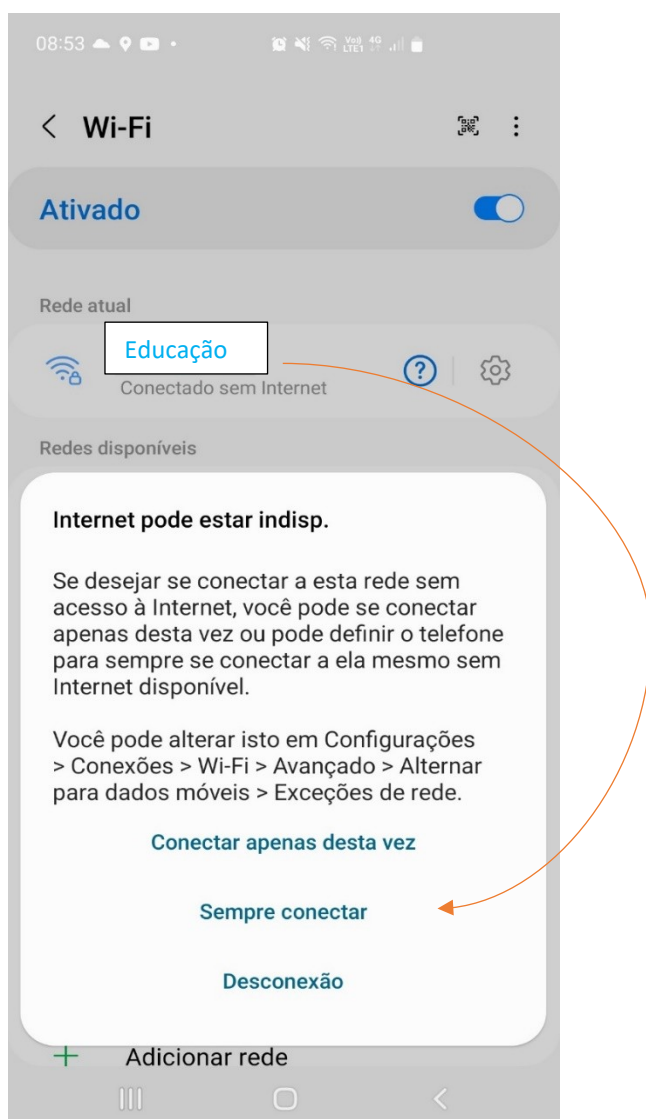 08:53
Vo)) 4G
LTE1
Wi-Fi
Ativado
Rede atual
Educação
Conectado sem Internet
?
Redes disponíveis
Internet pode estar indisp.
Se desejar se conectar a esta rede sem
acesso à Internet, você pode se conectar
apenas desta vez ou pode definir o telefone
para sempre se conectar a ela mesmo sem
Internet disponível.
Você pode alterar isto em Configurações
> Conexões > Wi-Fi > Avançado > Alternar
para dados móveis > Exceções de rede.
Conectar apenas desta vez
Sempre conectar
Desconexão
Adicionar rede